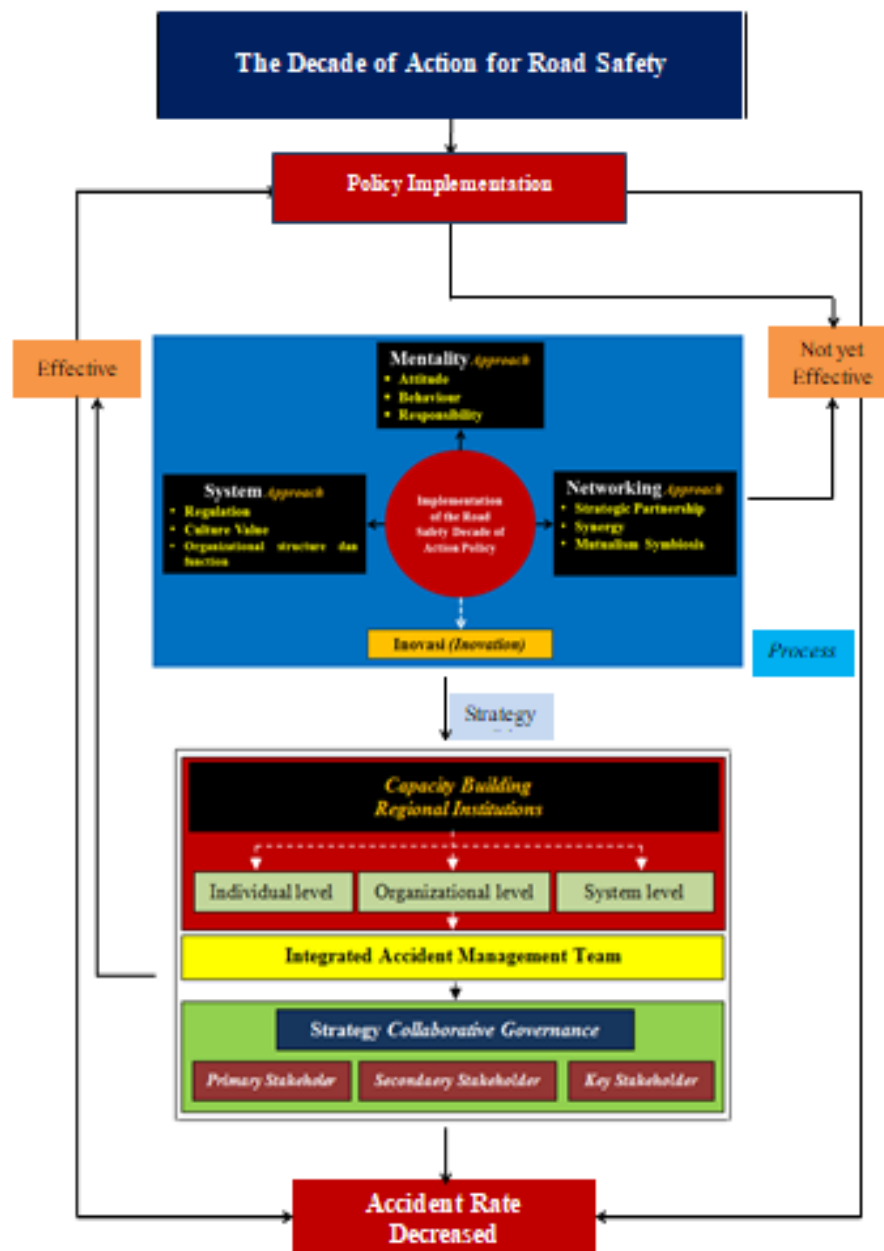 The Decade of Action for Road Safety
Policy Implementation
Effective
Not yet
Effective
Mentality Approach
Attitude
Behaviour
Responsibility
System Approach
Regulation
Culture Value
Organizational structure dan
function
Implementation
of the Road
Safety Decade of
Action Policy
Networking Approach
Strategic Partnership
Synergy
Mutualism Symbiosis
Inovasi (Inovation)
Process
Strategy
Capacity Building
Regional Institutions
Individual level
Organizational level
System level
Integrated Accident Management Team
Strategy Collaborative Governance
Primary Stakeholer
Secondaery Stakeholder
Key Stakeholder
Accident Rate
Decreased